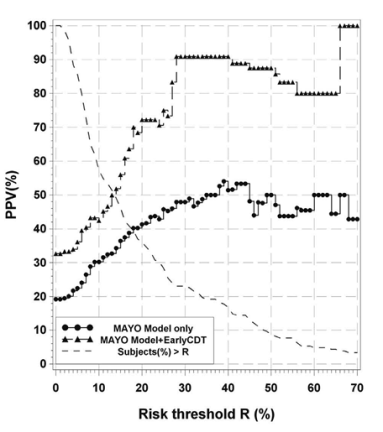 100
90
80
70
60
50
40
30
20
10
0
PPV(%)
MAYO Model only
MAYO Model+EarlyCDT
Subjects(%) > R
0 10 20 30 40 50 60 70
Risk threshold R (%)